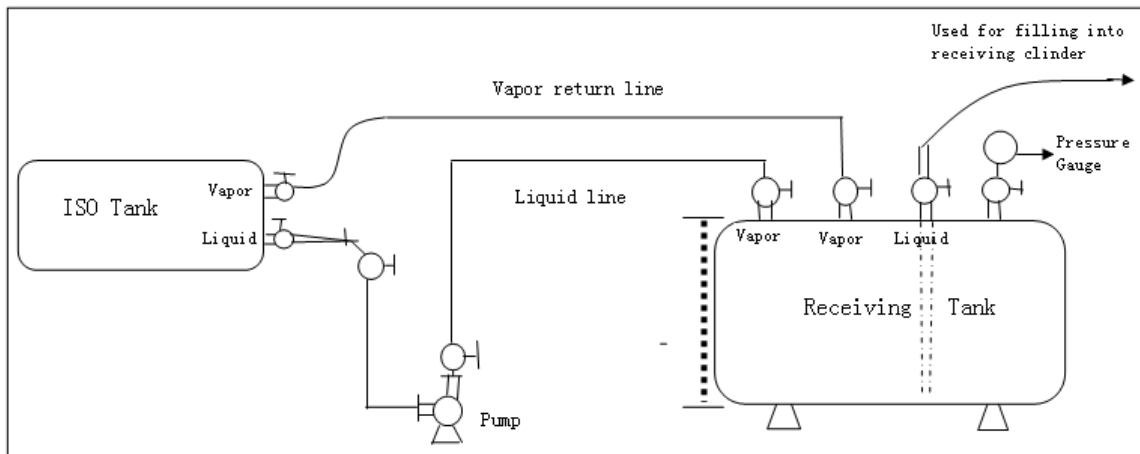 Used for filling into
receiving clinder
Vapor return line
Pressure
Gauge
Vapor
ISO Tank
Liquid line
Liquid
Vapor
Vapor
Liquid
Receiving Tank
Pump